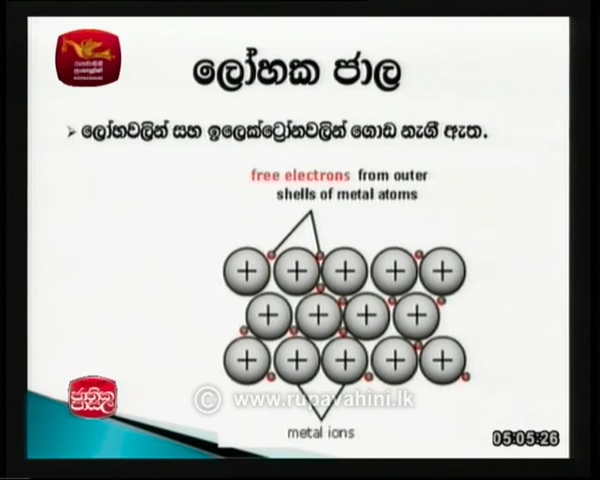 ලෝහක ජාල
➢ ලෝහවලින් සහ ඉලෙක්ට්‍රෝනවලින් ගොඩ නැගී ඇත.
free electrons from outer
shells of metal atoms
+ + + + +
+ + + +
+ + + + +
ජාතික
පාසල
© www.rupavahini.lk
metal ions
05:05:26